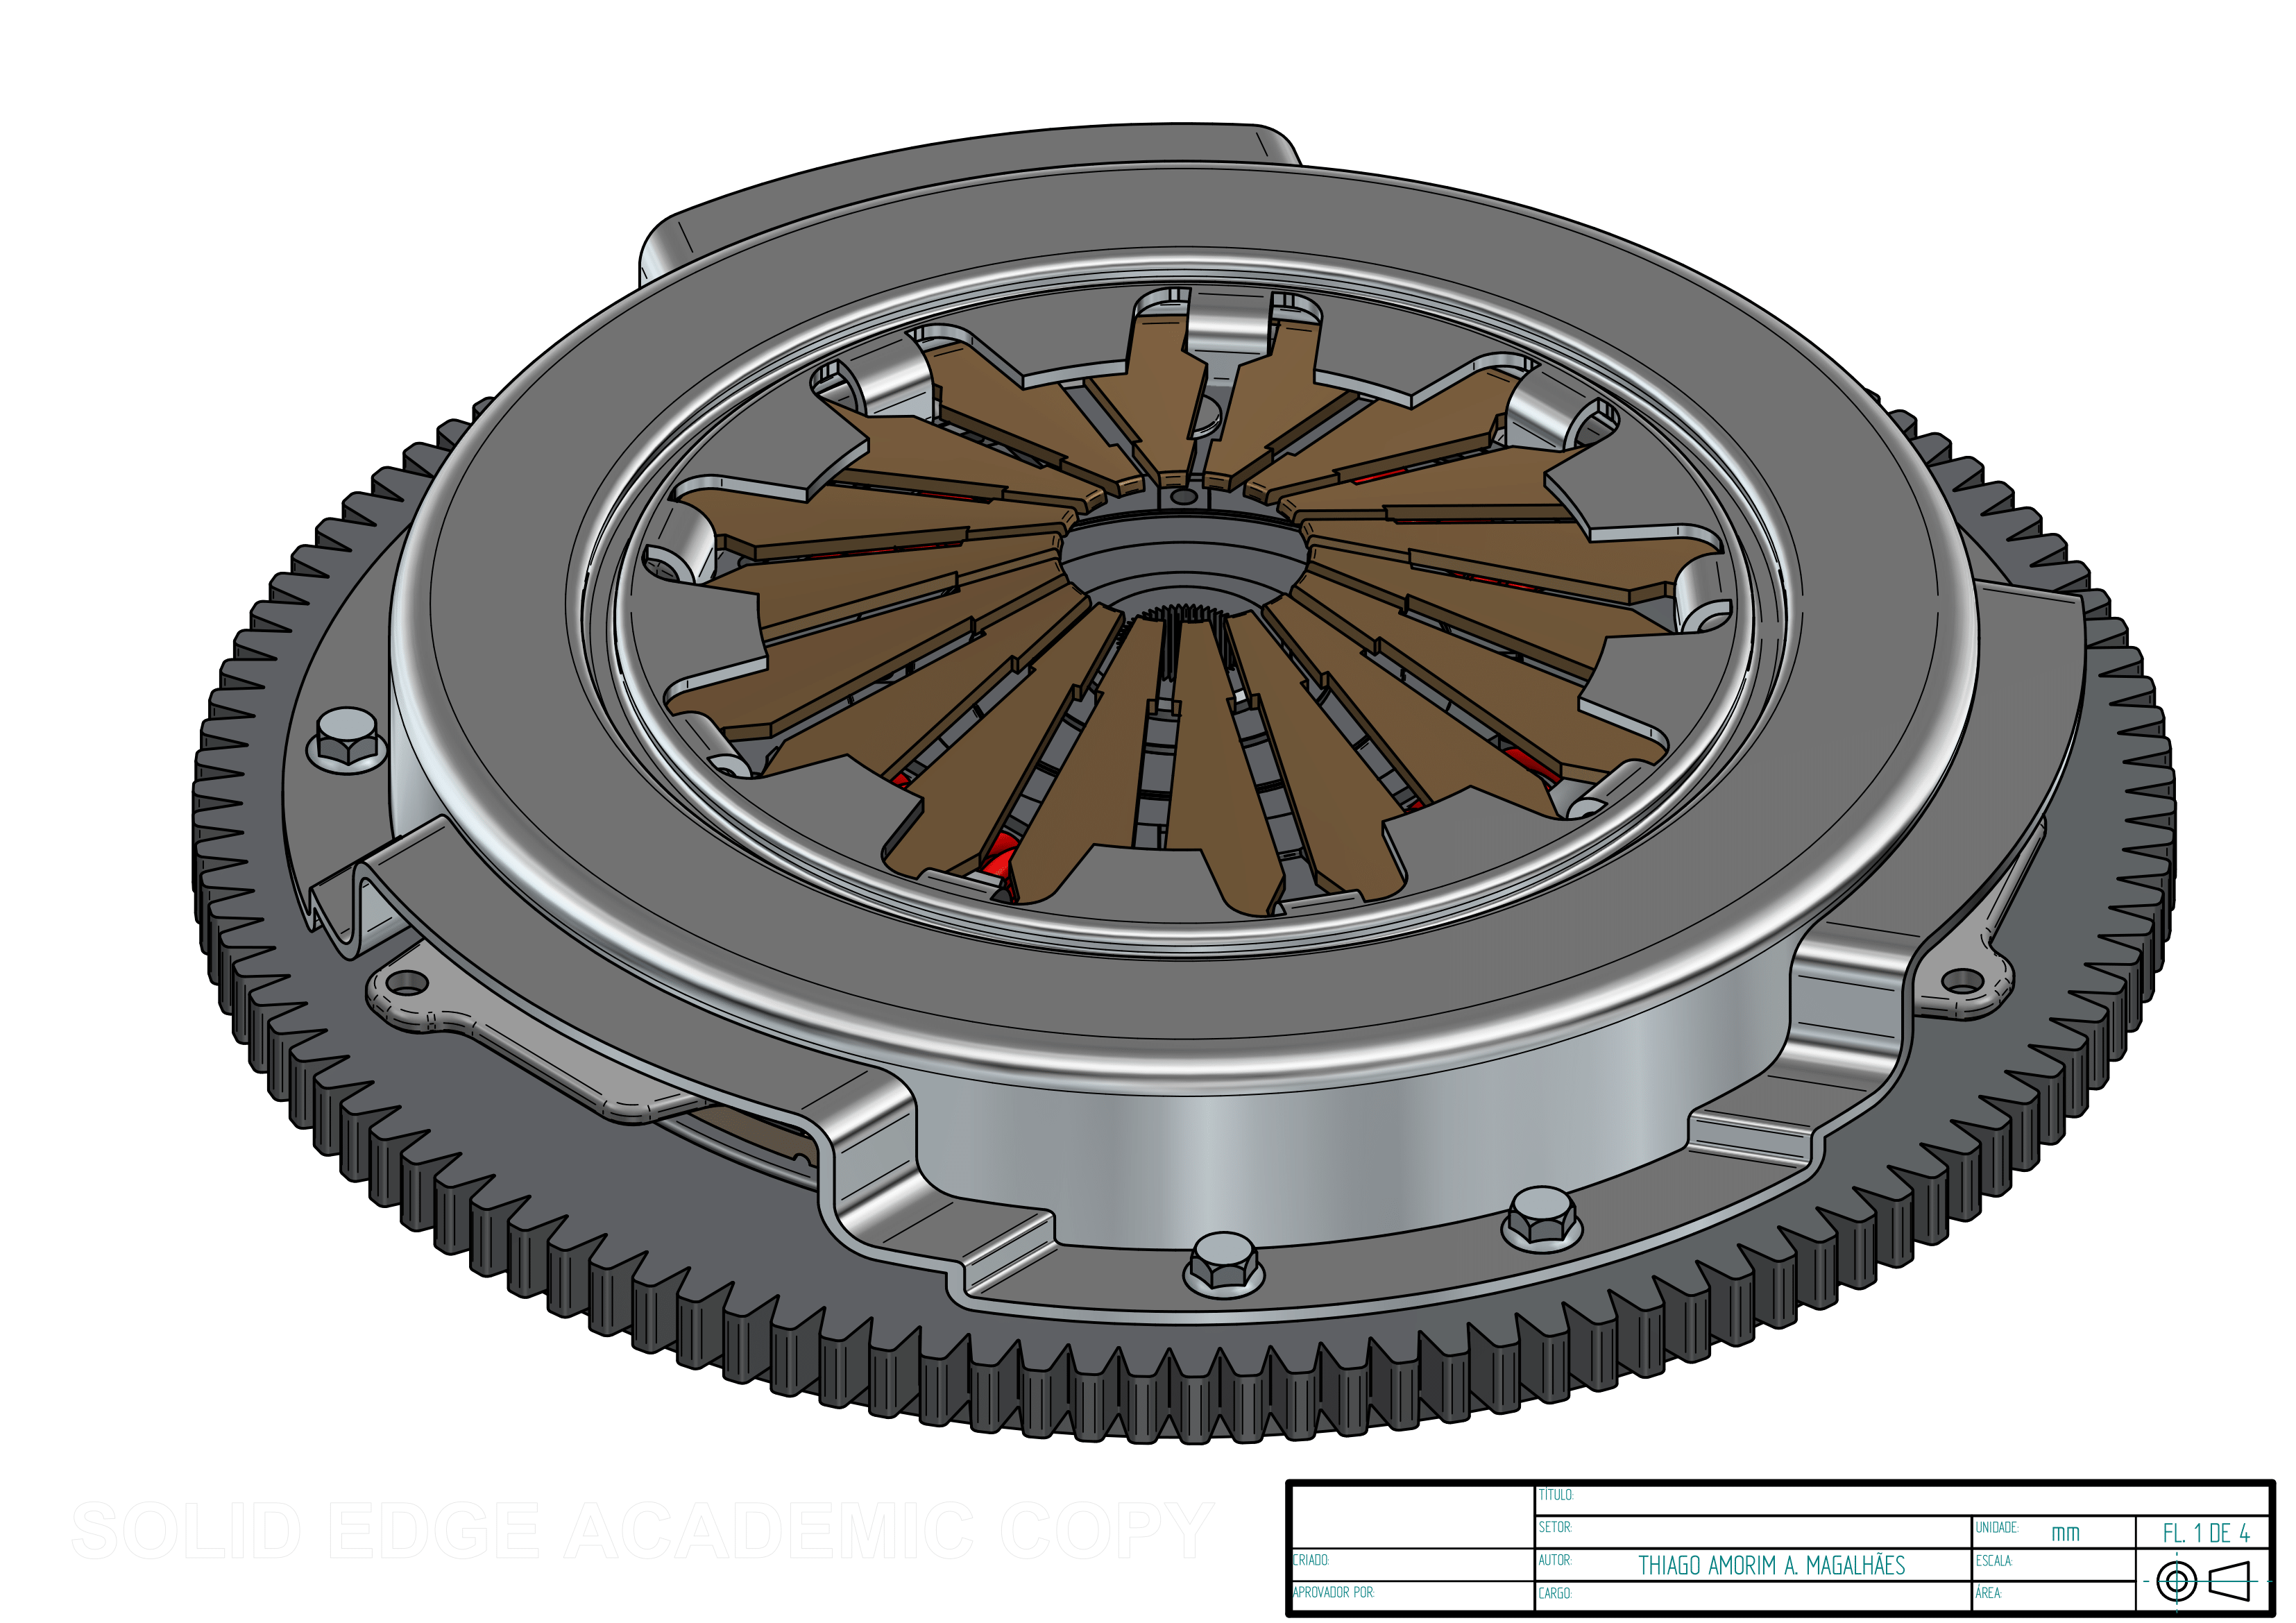 SOLID EDGE ACADEMIC COPY
TÍTULO:
SETOR:
UNIDADE: mm
FL. 1 DE 4
CRIADO:
AUTOR: THIAGO AMORIM A. MAGALHÃES
ESCALA:
APROVADOR POR:
CARGO:
ÁREA: